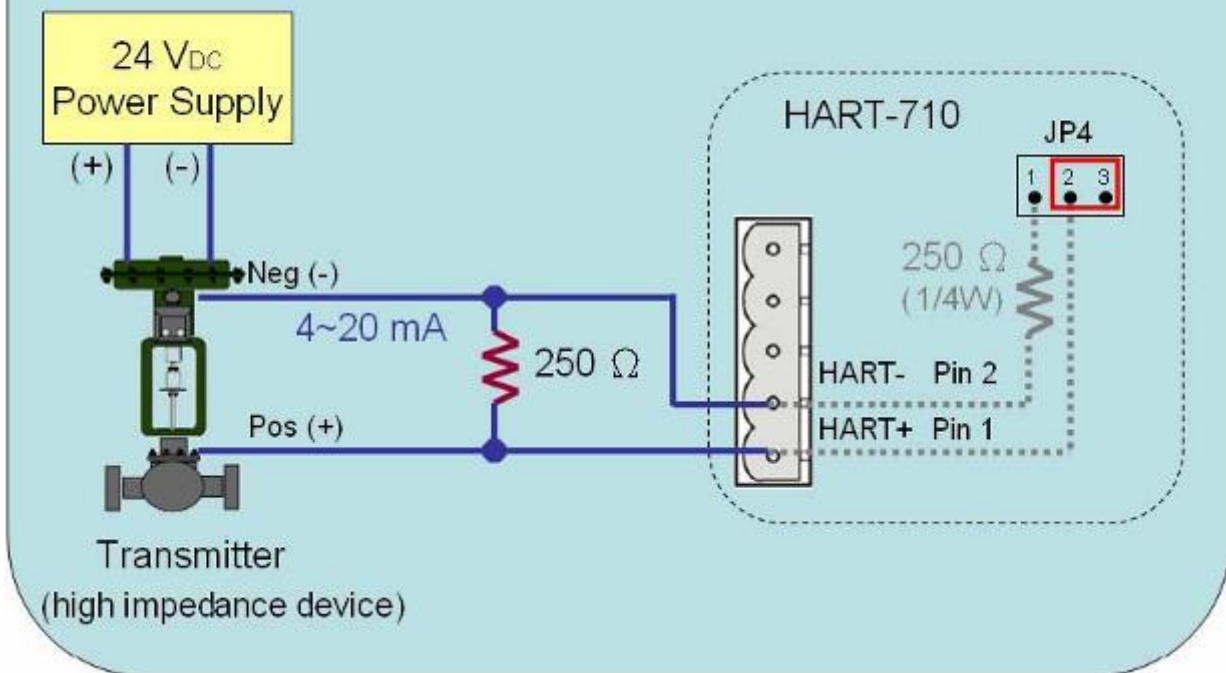 24 VDC
Power Supply
(+) (-)
HART-710
JP4
1 2 3
Neg (-)
4~20 mA
250 Ω
250 Ω
(1/4W)
HART- Pin 2
Pos (+)
HART+ Pin 1
Transmitter
(high impedance device)